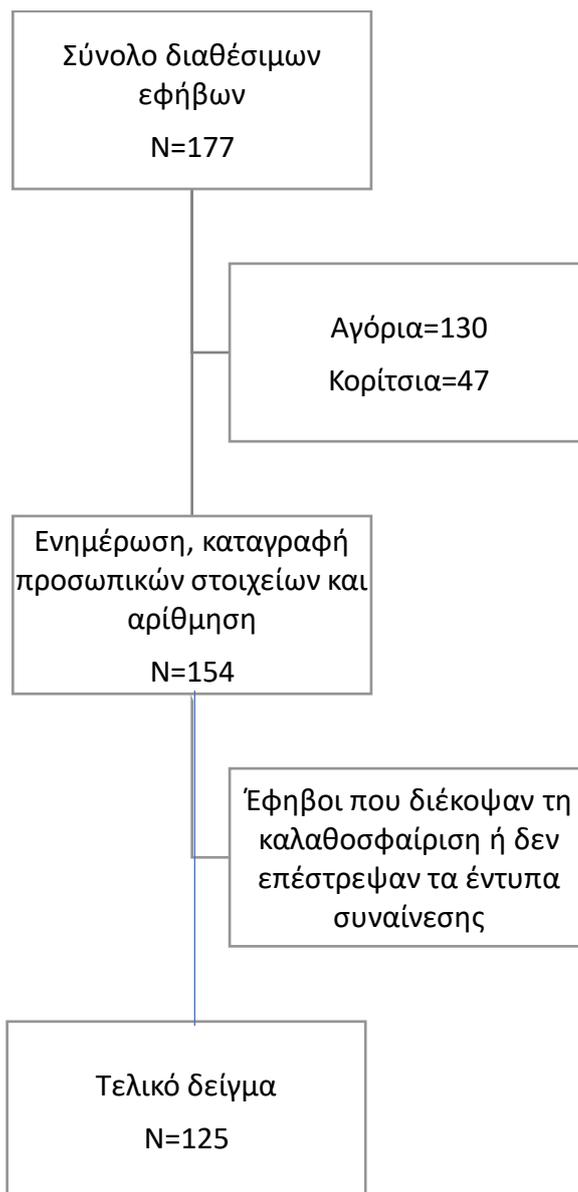 Σύνολο διαθέσιμων
εφήβων
N=177
Αγόρια=130
Κορίτσια=47
Ενημέρωση, καταγραφή
προσωπικών στοιχείων και
αρίθμηση
N=154
Έφηβοι που διέκοψαν τη
καλαθοσφαίριση ή δεν
επέστρεψαν τα έντυπα
συναίνεσης
Τελικό δείγμα
N=125